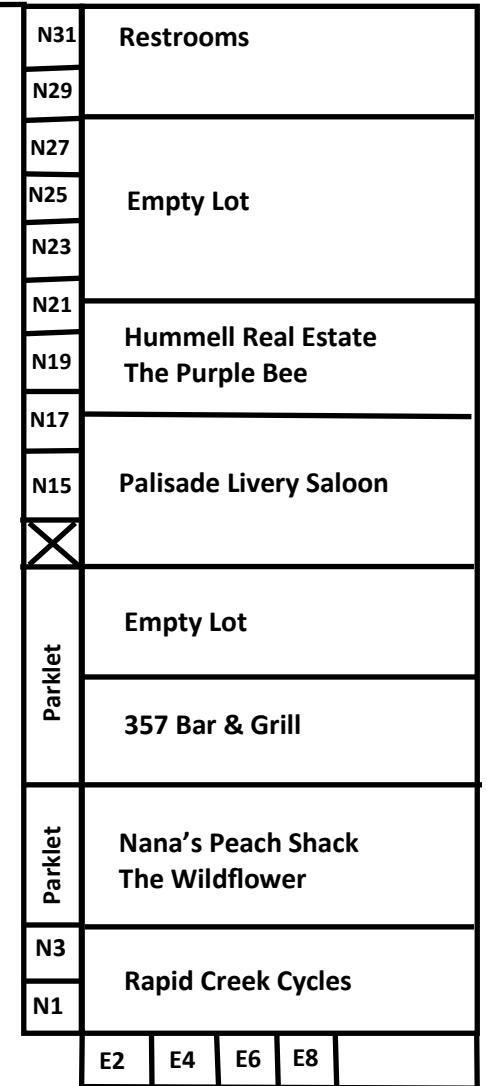 N31
Restrooms
N29
N27
N25
Empty Lot
N23
N21
Hummell Real Estate
N19
The Purple Bee
N17
N15
Palisade Livery Saloon
Empty Lot
Parklet
357 Bar & Grill
Parklet
Nana’s Peach Shack
The Wildflower
N3
Rapid Creek Cycles
N1
E2 E4 E6 E8